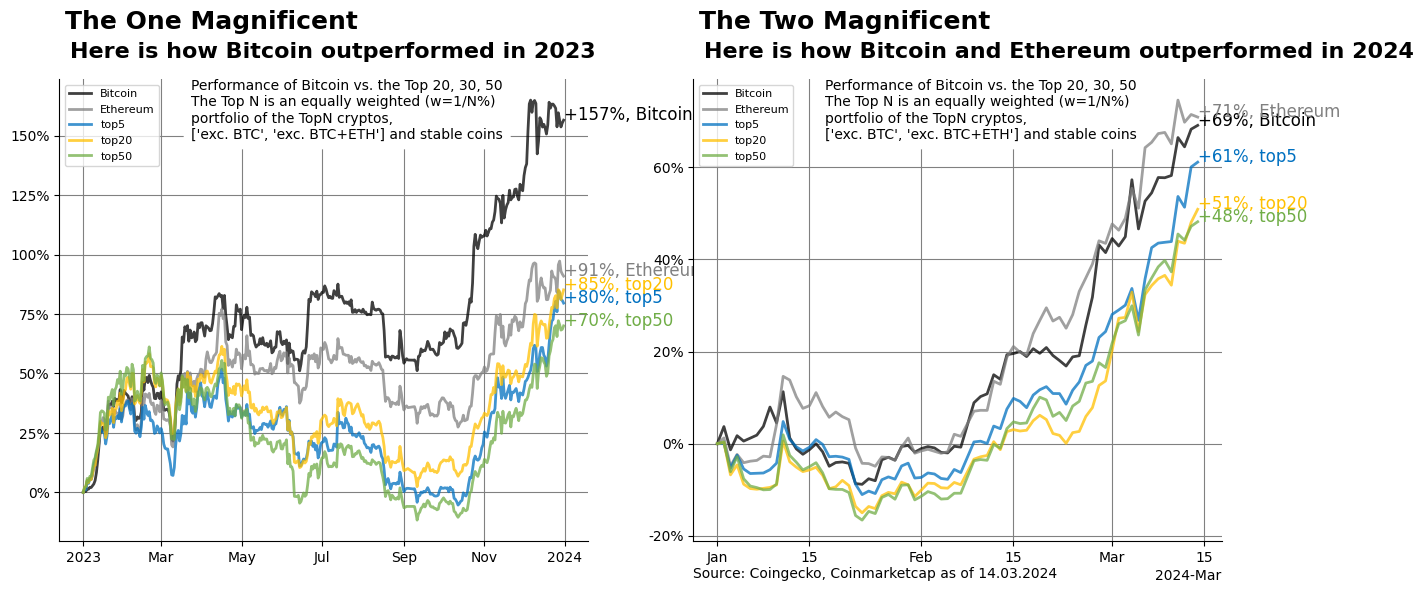 The One Magnificent
Here is how Bitcoin outperformed in 2023
Bitcoin
Ethereum
top5
top20
top50
Performance of Bitcoin vs. the Top 20, 30, 50
The Top N is an equally weighted (w=1/N%)
portfolio of the TopN cryptos,
['exc. BTC', 'exc. BTC+ETH'] and stable coins
150%
125%
100%
75%
50%
25%
0%
+157%, Bitcoin
+91%, Ethereur
+85%, top20
+80%, top5
+70%, top50
2023
Mar
May
Jul
Sep
Nov
2024
The Two Magnificent
Here is how Bitcoin and Ethereum outperformed in 2024
Bitcoin
Ethereum
top5
top20
top50
Performance of Bitcoin vs. the Top 20, 30, 50
The Top N is an equally weighted (w=1/N%)
portfolio of the TopN cryptos,
['exc. BTC', 'exc. BTC+ETH'] and stable coins
60%
40%
20%
0%
-20%
+71%, Ethereum
+69%, Bitcoin
+61%, top5
+51%, top20
+48%, top50
Jan
15
Feb
15
Mar
15
Source: Coingecko, Coinmarketcap as of 14.03.2024
2024-Mar